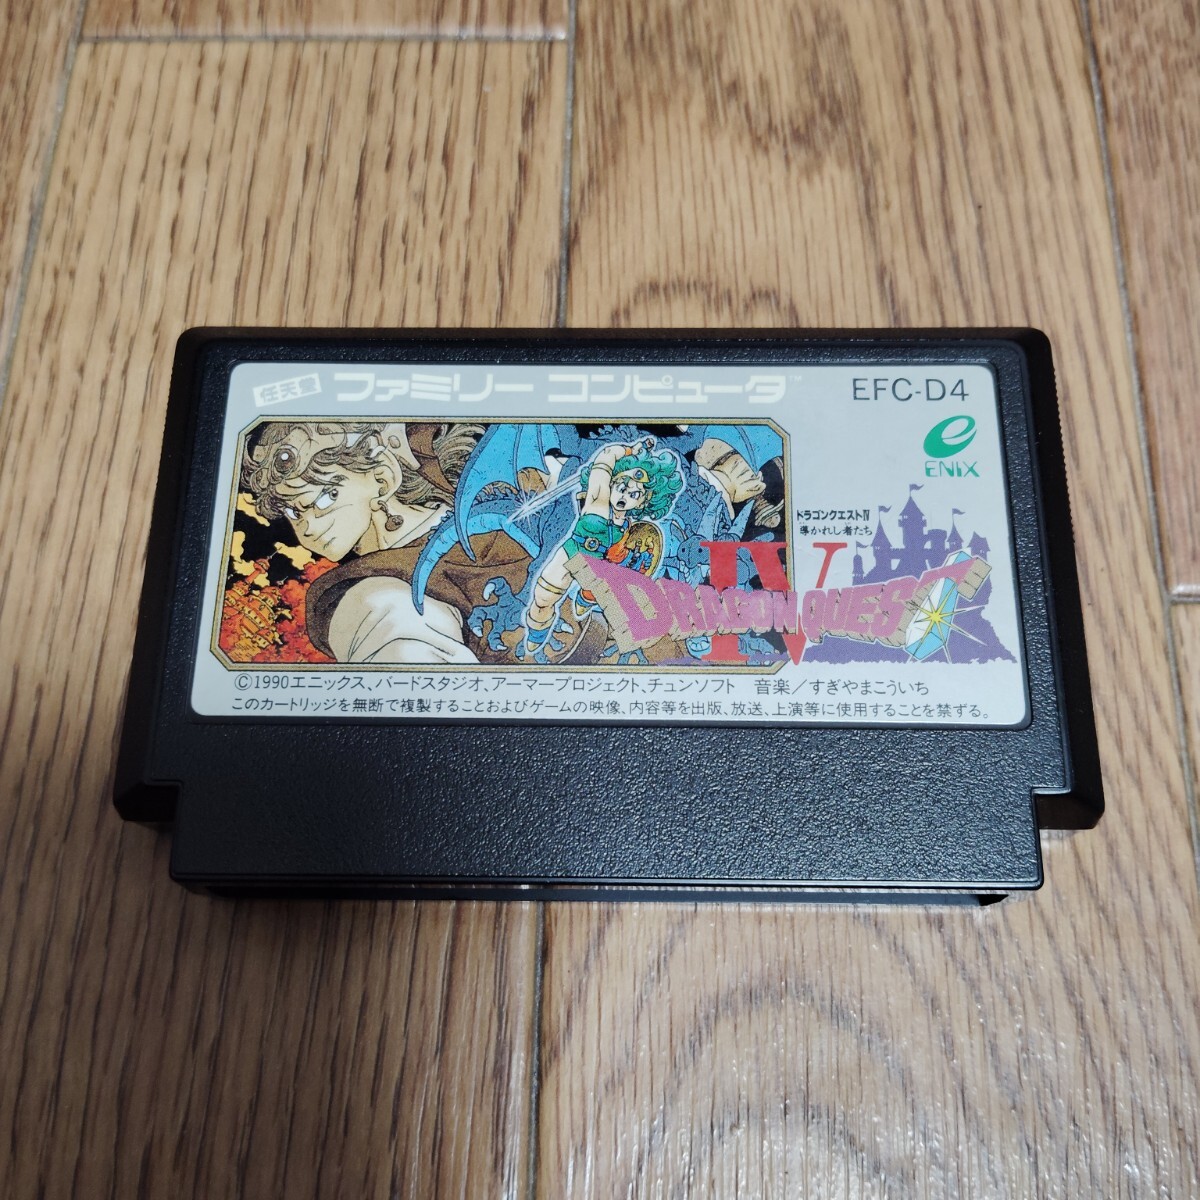 任天堂 ファミリー コンピュータ™
EFC-D4
e
ENIX
ドラゴンクエストIV
導かれし者たち
IV
DRAGON QUEST
©1990エニックス、バードスタジオ、アーマープロジェクト、チュンソフト 音楽／すぎやまこういち
このカートリッジを無断で複製することおよびゲームの映像、内容等を出版、放送、上演等に使用することを禁ずる。